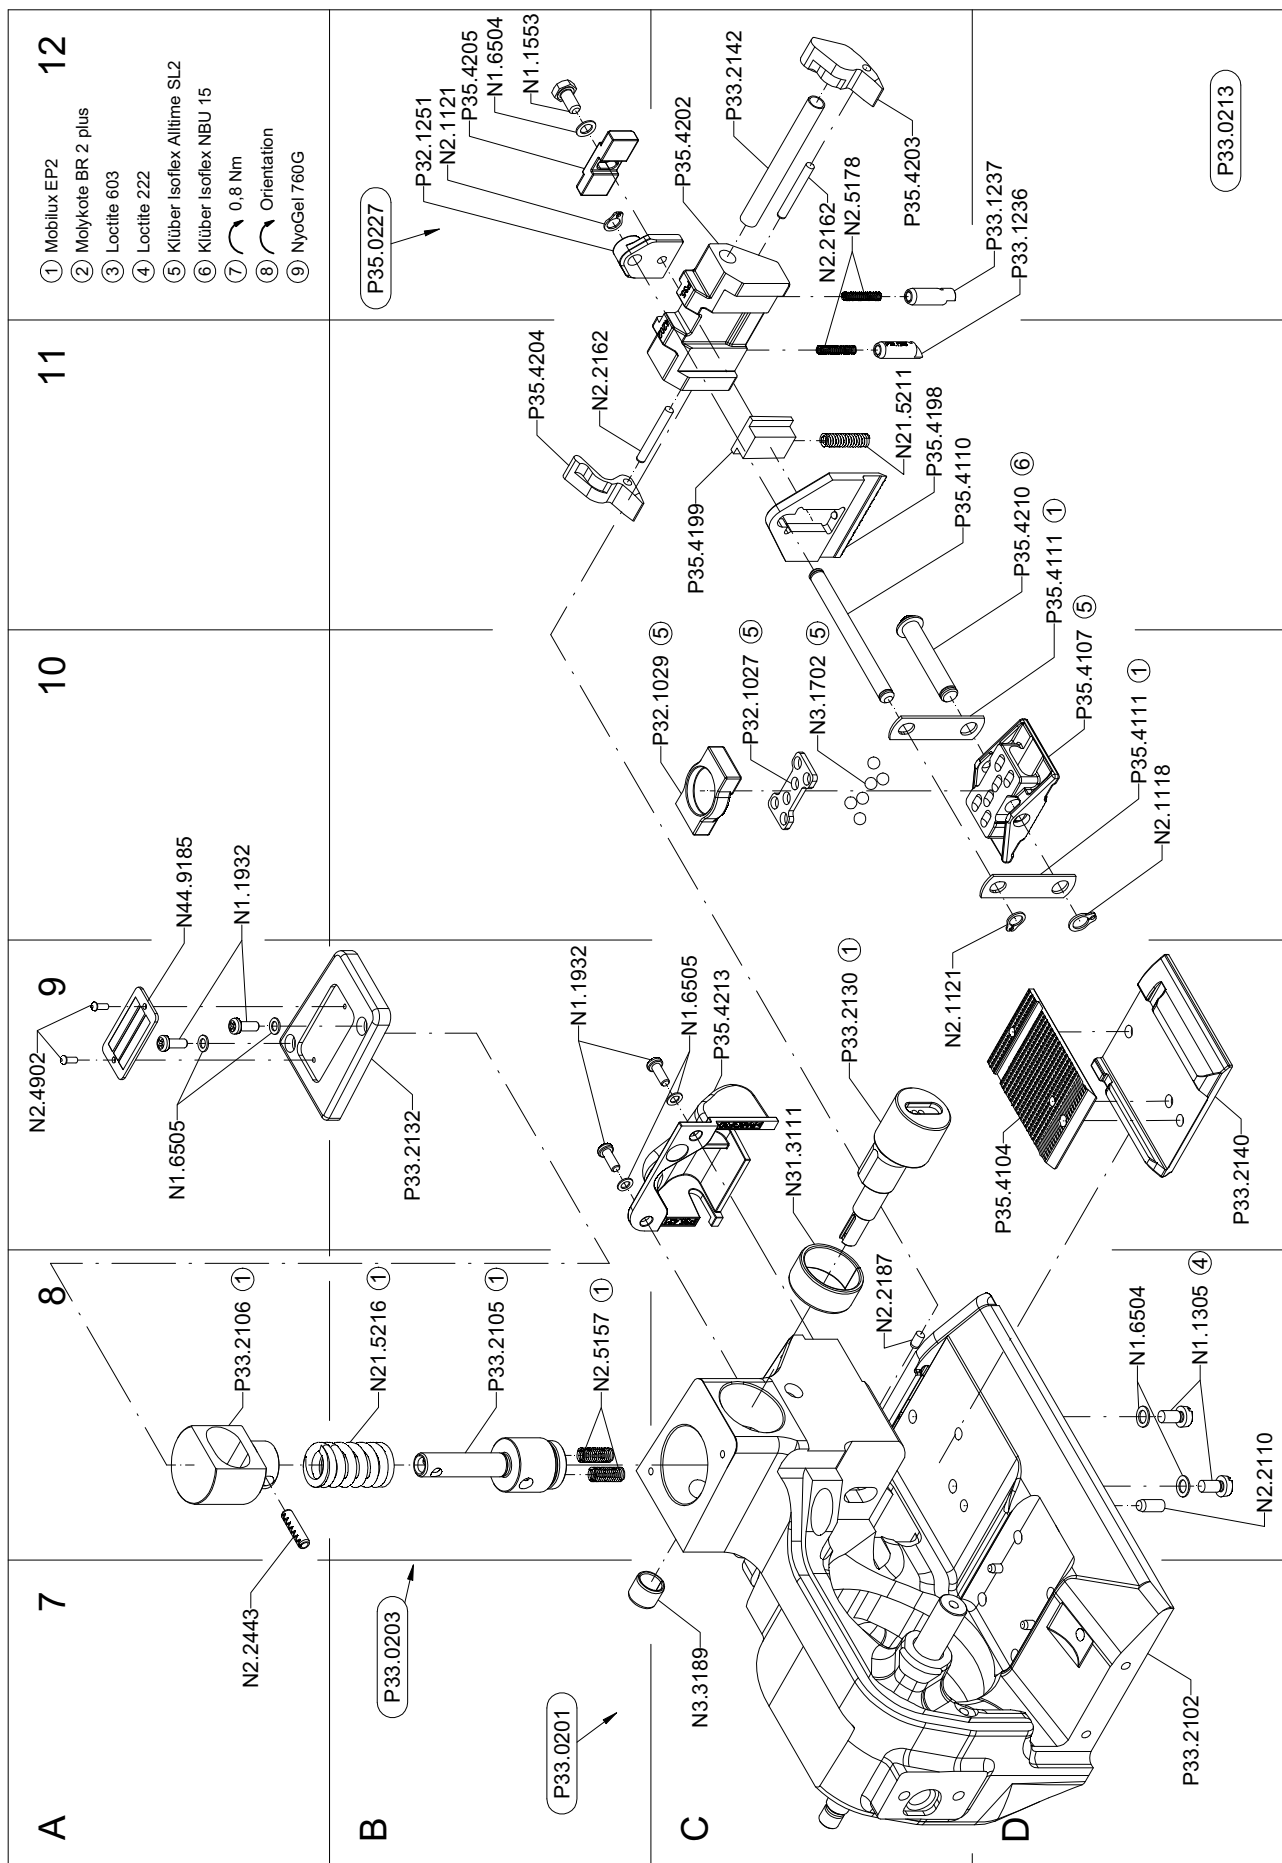 7
8
9
10
11
12
A
B
C
D
1 Mobilux EP2
2 Molykote BR 2 plus
3 Loctite 603
4 Loctite 222
5 Klüber Isoflex Alltime SL2
6 Klüber Isoflex NBU 15
7 0,8 Nm
8 Orientation
9 NyoGel 760G
N2.2443
P33.2106 1
N21.5216 1
P33.2105 1
N2.5157 1
P33.0203
P33.0201
N3.3189
P33.2102
N2.4902
N44.9185
N1.1932
N1.6505
P33.2132
N1.1932
N1.6505
P35.4213
N31.3111
P33.2130 1
N2.2187
N1.6504
N1.1305 4
N2.2110
P35.4104
P33.2140
P32.1029 5
P32.1027 5
N3.1702 5
N2.1121
N2.1118
P35.4111 1
P35.4107 5
P35.4111 1
P35.4210 6
P35.4110
P35.4198
N21.5211
P35.4199
P35.4204
N2.2162
P35.0227
P32.1251
N2.1121
P35.4205
N1.6504
N1.1553
P35.4202
P33.2142
N2.2162
N2.5178
P35.4203
P33.1237
P33.1236
P33.0213